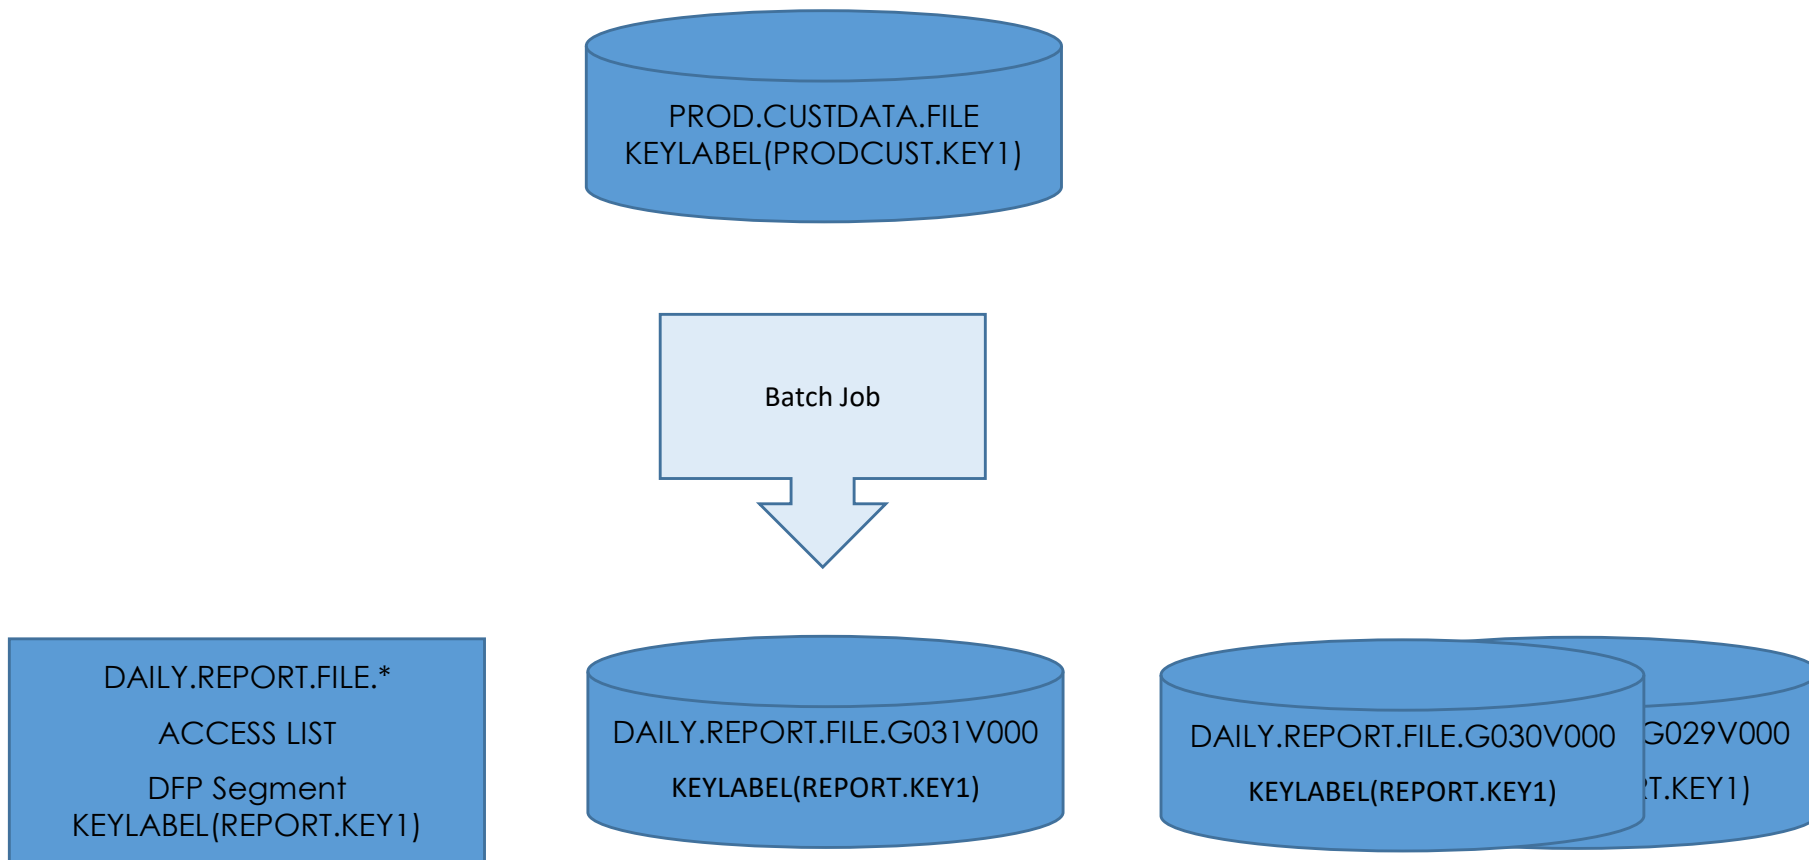 PROD.CUSTDATA.FILE
KEYLABEL(PRODCUST.KEY1)
Batch Job
DAILY.REPORT.FILE.*
ACCESS LIST
DFP Segment
KEYLABEL(REPORT.KEY1)
DAILY.REPORT.FILE.G031V000
KEYLABEL(REPORT.KEY1)
DAILY.REPORT.FILE.G030V000
KEYLABEL(REPORT.KEY1)
G029V000
.KEY1)